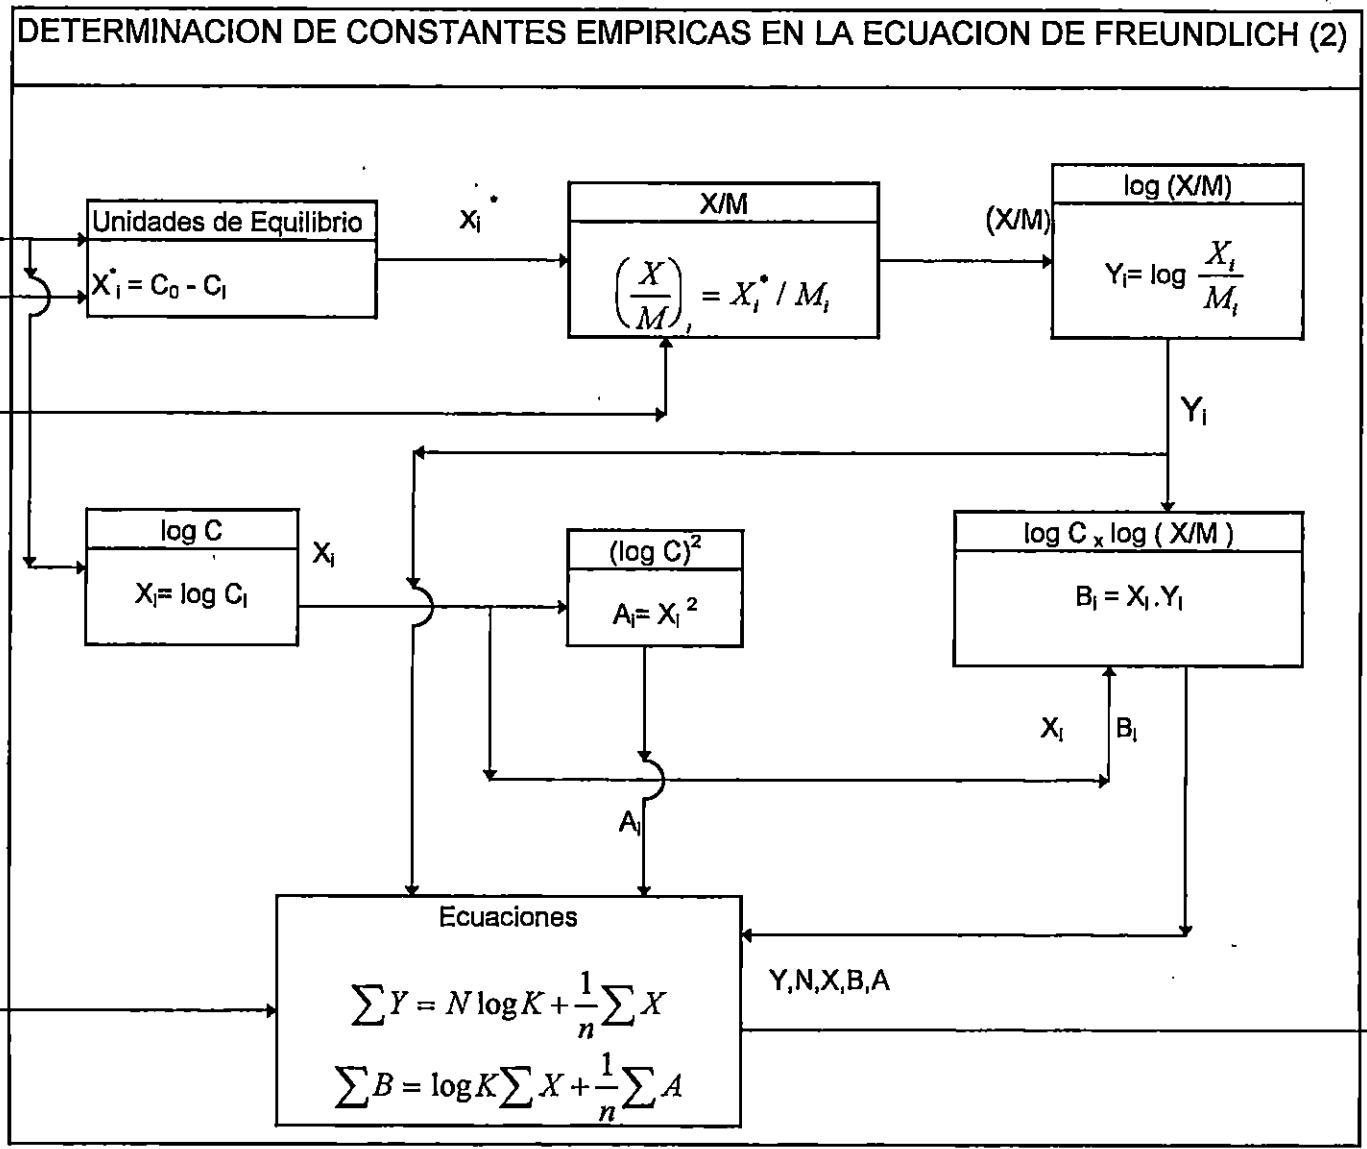 DETERMINACION DE CONSTANTES EMPIRICAS EN LA ECUACION DE FREUNDLICH (2)
Unidades de Equilibrio
X*i = C0 - Ci
xi*
X/M
(X/M)i = Xi* / Mi
(X/M)
log (X/M)
Yi= log Xi/Mi
Yi
log C
Xi= log Ci
Xi
(log C)²
Ai= Xi ²
log C x log ( X/M )
Bi = Xi .Yi
Xi
Bi
Ai
Ecuaciones
∑Y = N log K + 1/n ∑ X
∑B = log K ∑ X + 1/n ∑ A
Y,N,X,B,A